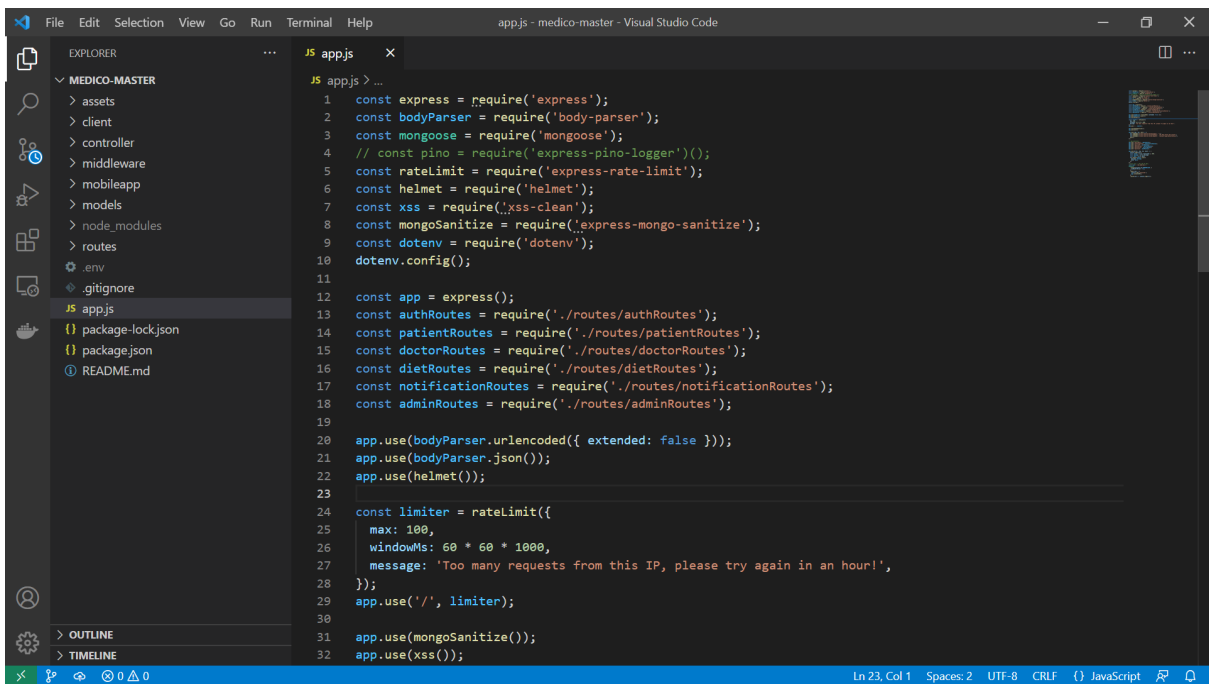 File Edit Selection View Go Run Terminal Help app.js - medico-master - Visual Studio Code
EXPLORER ...
MEDICO-MASTER
> assets
> client
> controller
> middleware
> mobileapp
> models
> node_modules
> routes
.env
.gitignore
JS app.js
{} package-lock.json
{} package.json
README.md
> OUTLINE
> TIMELINE
JS app.js ×
JS app.js > ...
1 const express = require('express');
2 const bodyParser = require('body-parser');
3 const mongoose = require('mongoose');
4 // const pino = require('express-pino-logger')();
5 const rateLimit = require('express-rate-limit');
6 const helmet = require('helmet');
7 const xss = require('xss-clean');
8 const mongoSanitize = require('express-mongo-sanitize');
9 const dotenv = require('dotenv');
10 dotenv.config();
11
12 const app = express();
13 const authRoutes = require('./routes/authRoutes');
14 const patientRoutes = require('./routes/patientRoutes');
15 const doctorRoutes = require('./routes/doctorRoutes');
16 const dietRoutes = require('./routes/dietRoutes');
17 const notificationRoutes = require('./routes/notificationRoutes');
18 const adminRoutes = require('./routes/adminRoutes');
19
20 app.use(bodyParser.urlencoded({ extended: false }));
21 app.use(bodyParser.json());
22 app.use(helmet());
23
24 const limiter = rateLimit({
25   max: 100,
26   windowMs: 60 * 60 * 1000,
27   message: 'Too many requests from this IP, please try again in an hour!',
28 });
29 app.use('/', limiter);
30
31 app.use(mongoSanitize());
32 app.use(xss());
0 0 Ln 23, Col 1 Spaces: 2 UTF-8 CRLF {} JavaScript